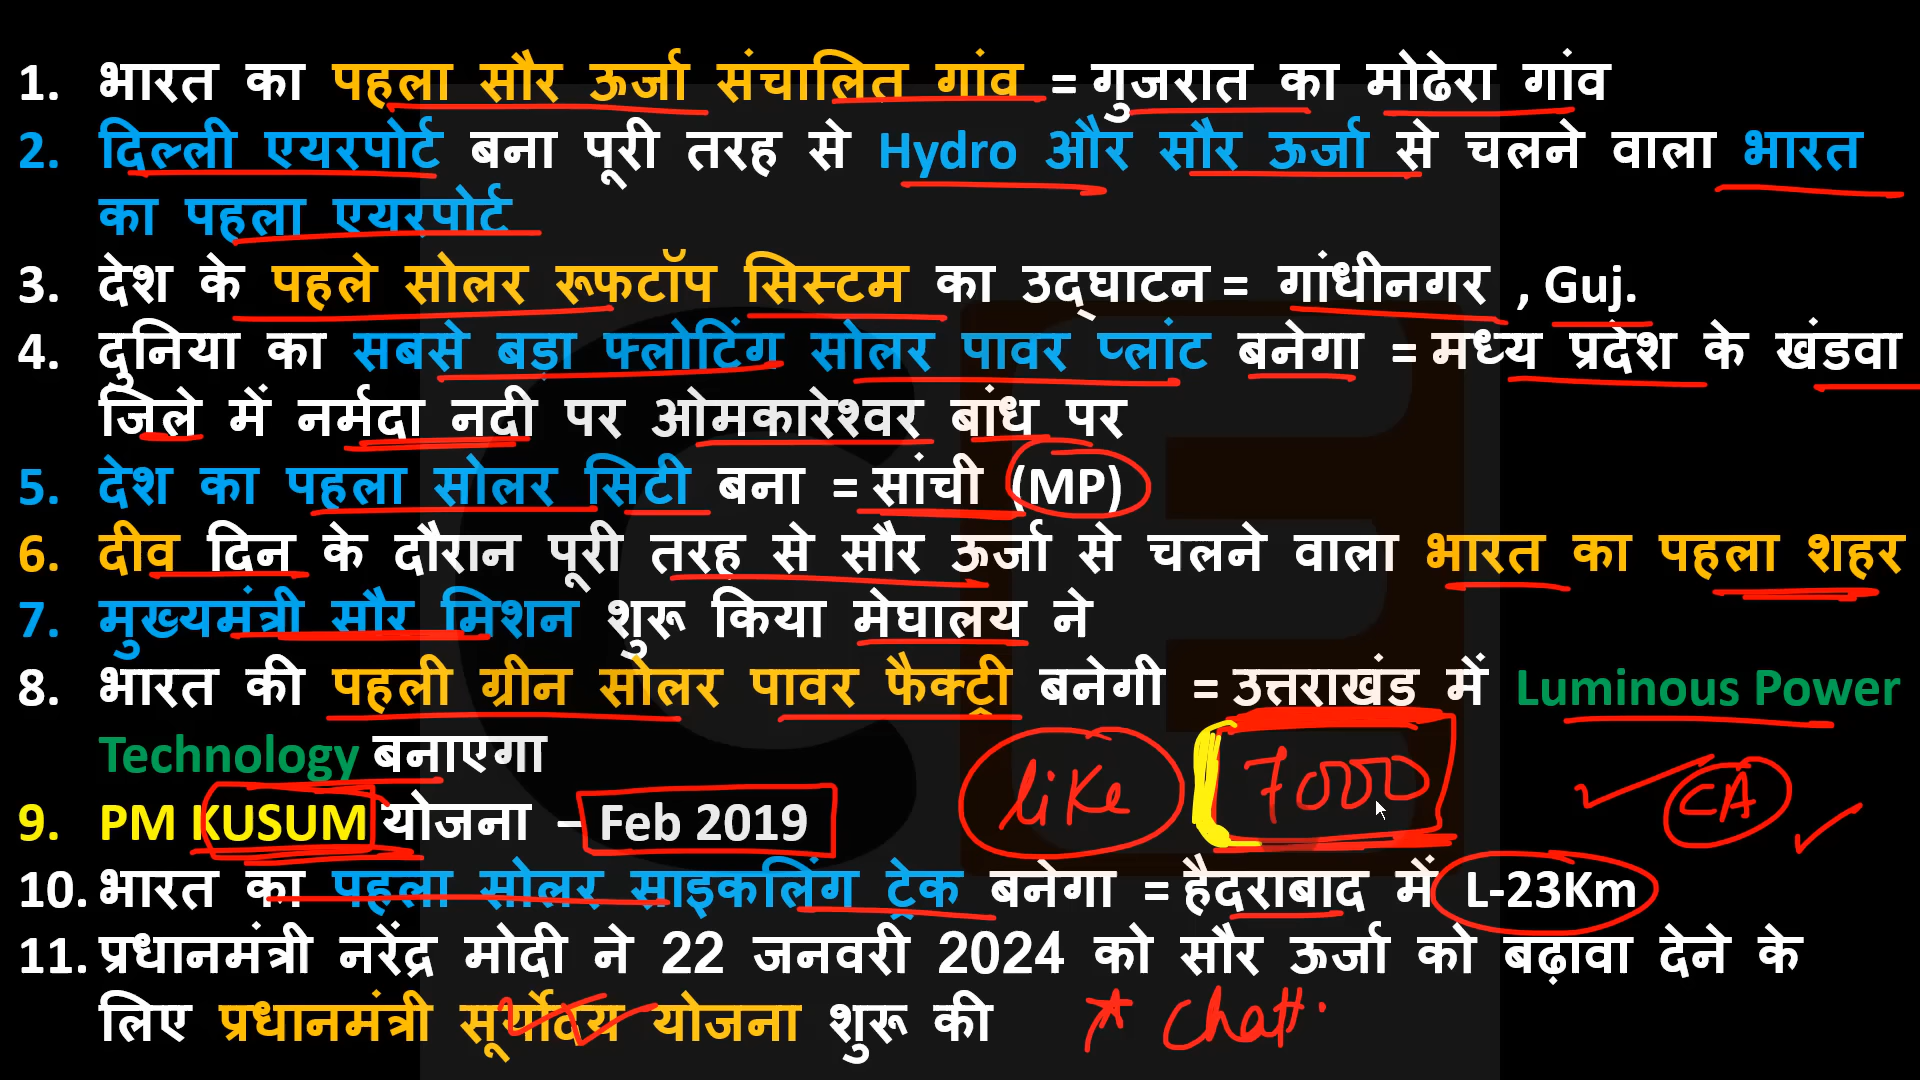 1. भारत का पहला सौर ऊर्जा संचालित गांव = गुजरात का मोढेरा गांव
2. दिल्ली एयरपोर्ट बना पूरी तरह से Hydro और सौर ऊर्जा से चलने वाला भारत
का पहला एयरपोर्ट
3. देश के पहले सोलर रूफटॉप सिस्टम का उद्घाटन = गांधीनगर , Guj.
4. दुनिया का सबसे बड़ा फ्लोटिंग सोलर पावर प्लांट बनेगा = मध्य प्रदेश के खंडवा
जिले में नर्मदा नदी पर ओमकारेश्वर बांध पर
5. देश का पहला सोलर सिटी बना = सांची (MP)
6. दीव दिन के दौरान पूरी तरह से सौर ऊर्जा से चलने वाला भारत का पहला शहर
7. मुख्यमंत्री सौर मिशन शुरू किया मेघालय ने
8. भारत की पहली ग्रीन सोलर पावर फैक्ट्री बनेगी = उत्तराखंड में Luminous Power
Technology बनाएगा
like 7000 CA
9. PM KUSUM योजना – Feb 2019
10. भारत का पहला सोलर साइकलिंग ट्रेक बनेगा = हैदराबाद में L-23Km
11. प्रधानमंत्री नरेंद्र मोदी ने 22 जनवरी 2024 को सौर ऊर्जा को बढ़ावा देने के
लिए प्रधानमंत्री सूर्योदय योजना शुरू की